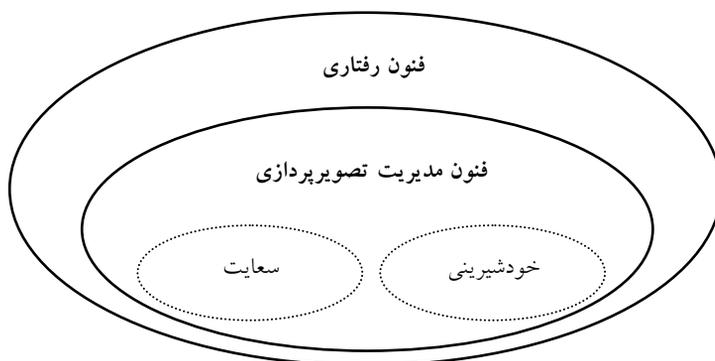 فنون رفتاری
فنون مدیریت تصویرپردازی
خودشیرینی
سعایت